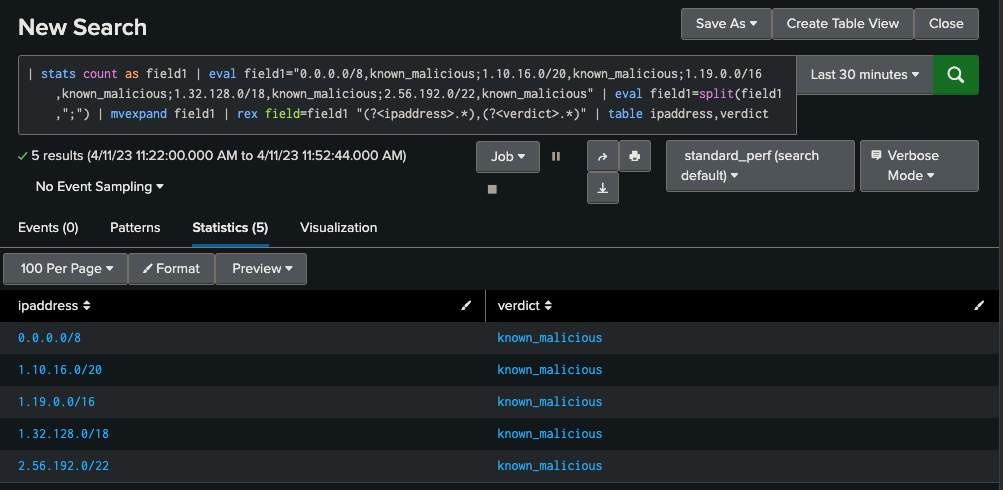 New Search
Save As
Create Table View
Close
| stats count as field1 | eval field1="0.0.0.0/8,known_malicious;1.10.16.0/20,known_malicious;1.19.0.0/16
,known_malicious;1.32.128.0/18,known_malicious;2.56.192.0/22,known_malicious" | eval field1=split(field1
,";") | mvexpand field1 | rex field=field1 "(?<ipaddress>.*),(?<verdict>.*)" | table ipaddress,verdict
Last 30 minutes
5 results (4/11/23 11:22:00.000 AM to 4/11/23 11:52:44.000 AM)
Job
standard_perf (search
default)
Verbose
Mode
No Event Sampling
Events (0)
Patterns
Statistics (5)
Visualization
100 Per Page
Format
Preview
ipaddress
verdict
0.0.0.0/8
known_malicious
1.10.16.0/20
known_malicious
1.19.0.0/16
known_malicious
1.32.128.0/18
known_malicious
2.56.192.0/22
known_malicious